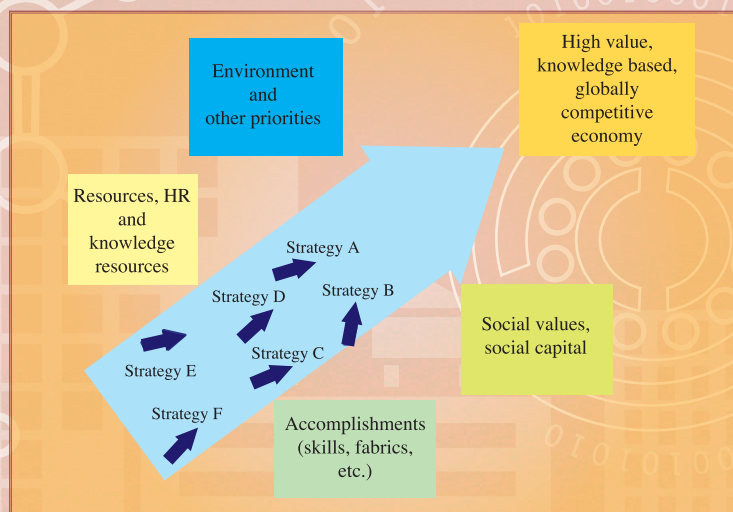 High value,
knowledge based,
globally
competitive
economy
Environment
and
other priorities
Resources, HR
and
knowledge
resources
Strategy A
Strategy D
Strategy B
Strategy C
Strategy E
Strategy F
Social values,
social capital
Accomplishments
(skills, fabrics,
etc.)